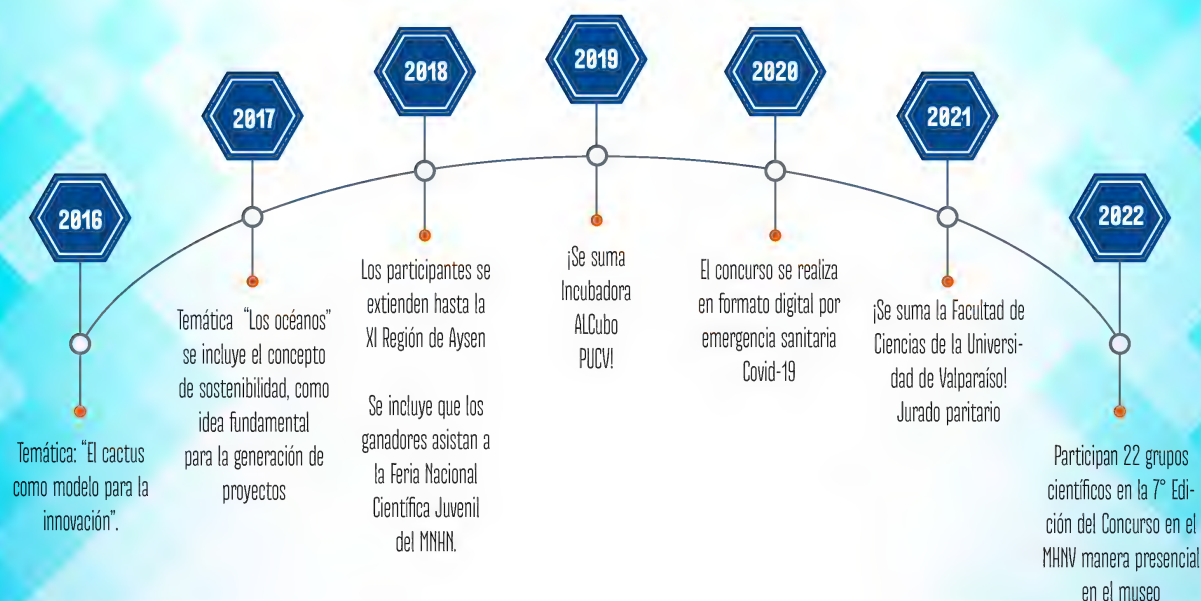 2016
Temática: “El cactus
como modelo para la
innovación”.
2017
Temática “Los océanos”
se incluye el concepto
de sostenibilidad, como
idea fundamental
para la generación de
proyectos
2018
Los participantes se
extienden hasta la
XI Región de Aysen
Se incluye que los
ganadores asistan a
la Feria Nacional
Científica Juvenil
del MNHN.
2019
¡Se suma
Incubadora
ALCubo
PUCV!
2020
El concurso se realiza
en formato digital por
emergencia sanitaria
Covid-19
2021
¡Se suma la Facultad de
Ciencias de la Universi-
dad de Valparaíso!
Jurado paritario
2022
Participan 22 grupos
científicos en la 7° Edi-
ción del Concurso en el
MHNV manera presencial
en el museo